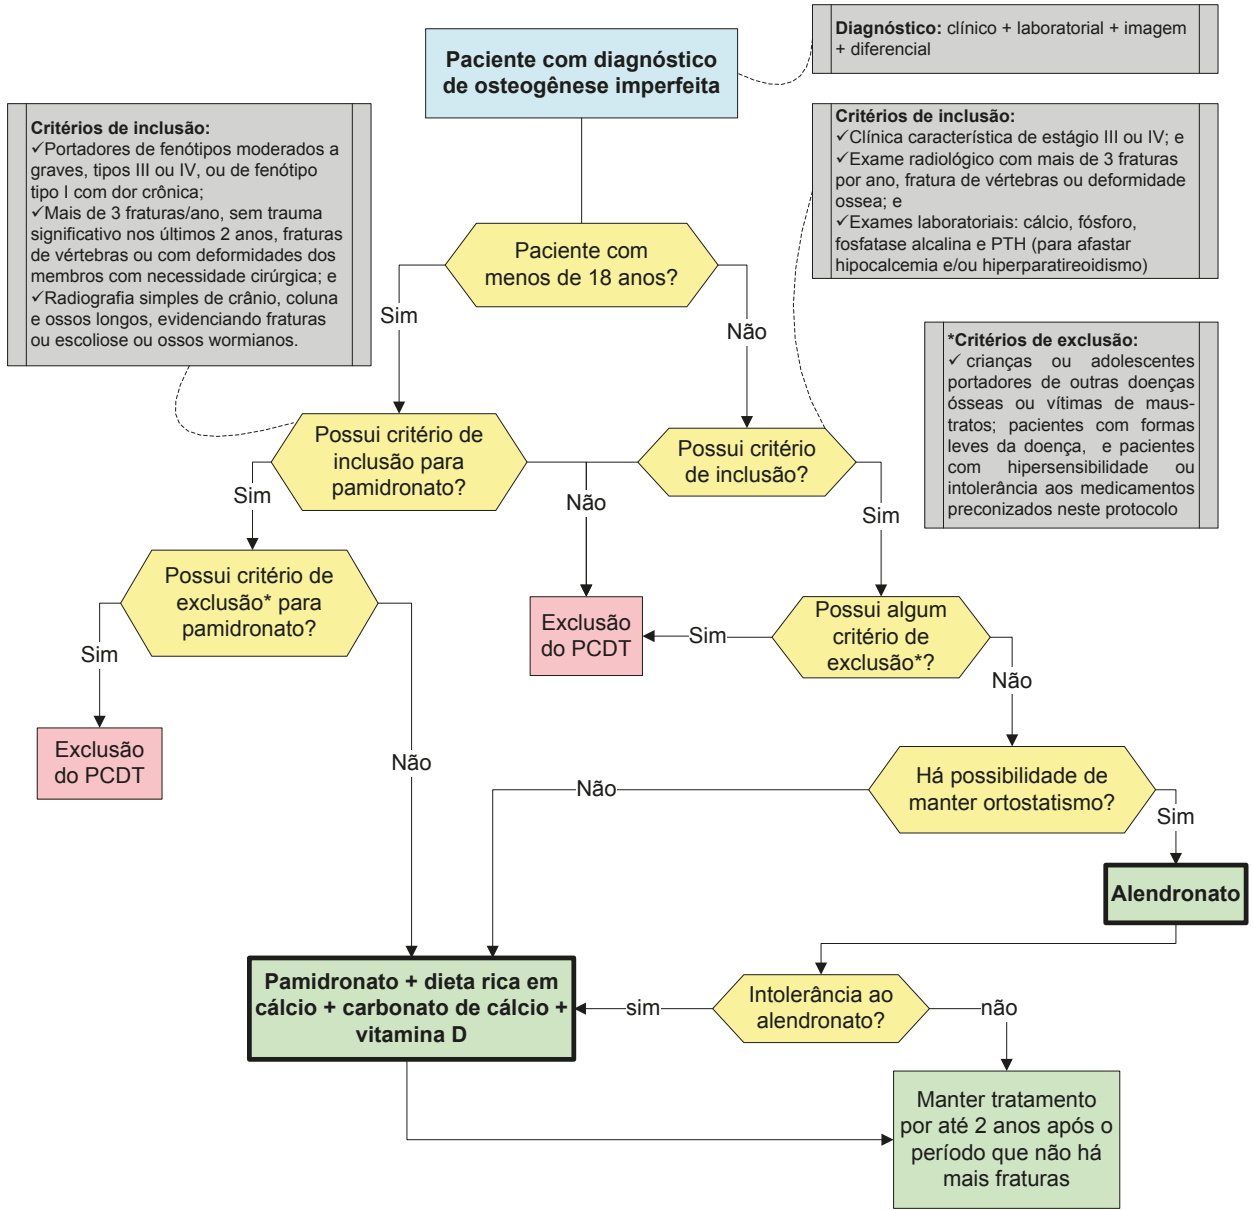 Paciente com diagnóstico
de osteogênese imperfeita
Diagnóstico: clínico + laboratorial + imagem
+ diferencial
Critérios de inclusão:
✓Portadores de fenótipos moderados a
graves, tipos III ou IV, ou de fenótipo
tipo I com dor crônica;
✓Mais de 3 fraturas/ano, sem trauma
significativo nos últimos 2 anos, fraturas
de vértebras ou com deformidades dos
membros com necessidade cirúrgica; e
✓Radiografia simples de crânio, coluna
e ossos longos, evidenciando fraturas
ou escoliose ou ossos wormianos.
Critérios de inclusão:
✓Clínica característica de estágio III ou IV; e
✓Exame radiológico com mais de 3 fraturas
por ano, fratura de vértebras ou deformidade
ossea; e
✓Exames laboratoriais: cálcio, fósforo,
fosfatase alcalina e PTH (para afastar
hipocalcemia e/ou hiperparatireoidismo)
Paciente com
menos de 18 anos?
Sim
Não
*Critérios de exclusão:
✓ crianças ou adolescentes
portadores de outras doenças
ósseas ou vítimas de maus-
tratos; pacientes com formas
leves da doença, e pacientes
com hipersensibilidade ou
intolerância aos medicamentos
preconizados neste protocolo
Possui critério de
inclusão para
pamidronato?
Possui critério
de inclusão?
Sim
Não
Sim
Possui critério de
exclusão* para
pamidronato?
Exclusão
do PCDT
Sim
Possui algum
critério de
exclusão*?
Sim
Não
Exclusão
do PCDT
Não
Há possibilidade de
manter ortostatismo?
Não
Sim
Alendronato
Pamidronato + dieta rica em
cálcio + carbonato de cálcio +
vitamina D
sim
Intolerância ao
alendronato?
não
Manter tratamento
por até 2 anos após o
período que não há
mais fraturas